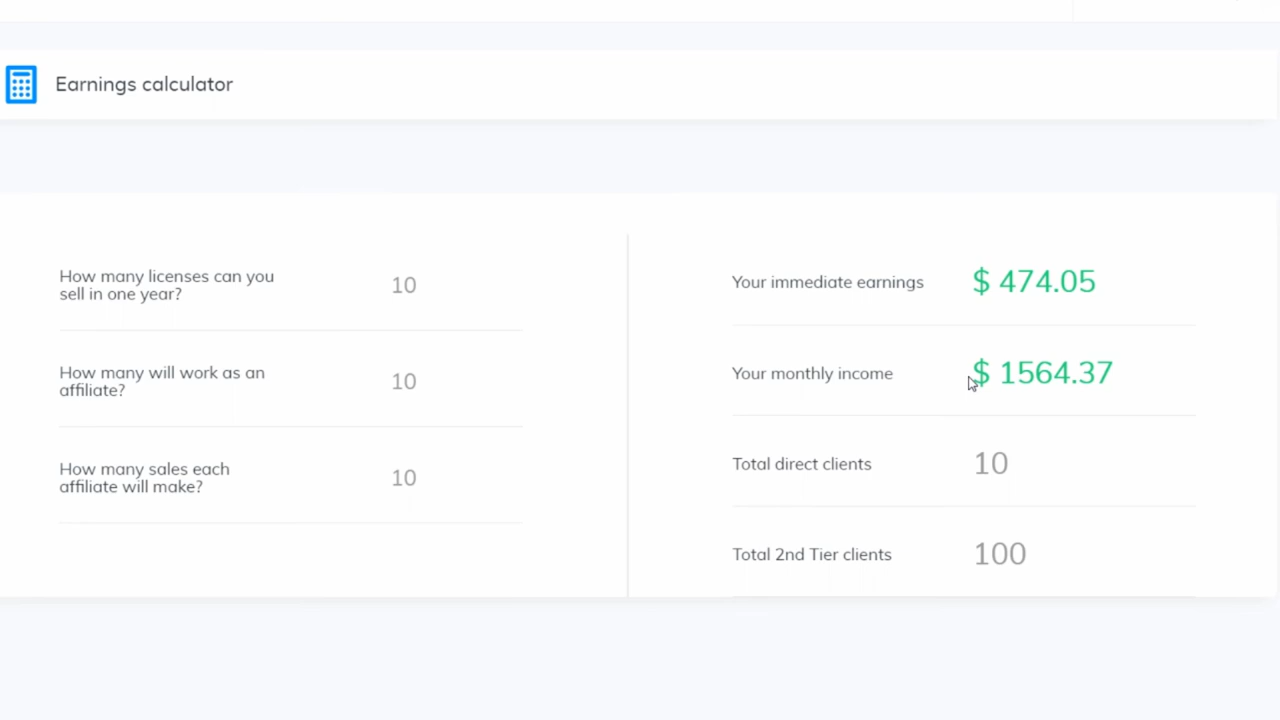 Earnings calculator
How many licenses can you
sell in one year?
10
How many will work as an
affiliate?
10
How many sales each
affiliate will make?
10
Your immediate earnings
$ 474.05
Your monthly income
$ 1564.37
Total direct clients
10
Total 2nd Tier clients
100